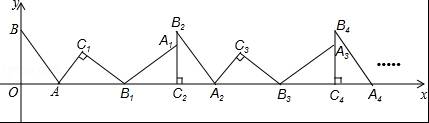 y
B B₂ B₄
C₁ A₁ C₃ A₃ ·····
O A B₁ C₂ A₂ B₃ C₄ A₄ x